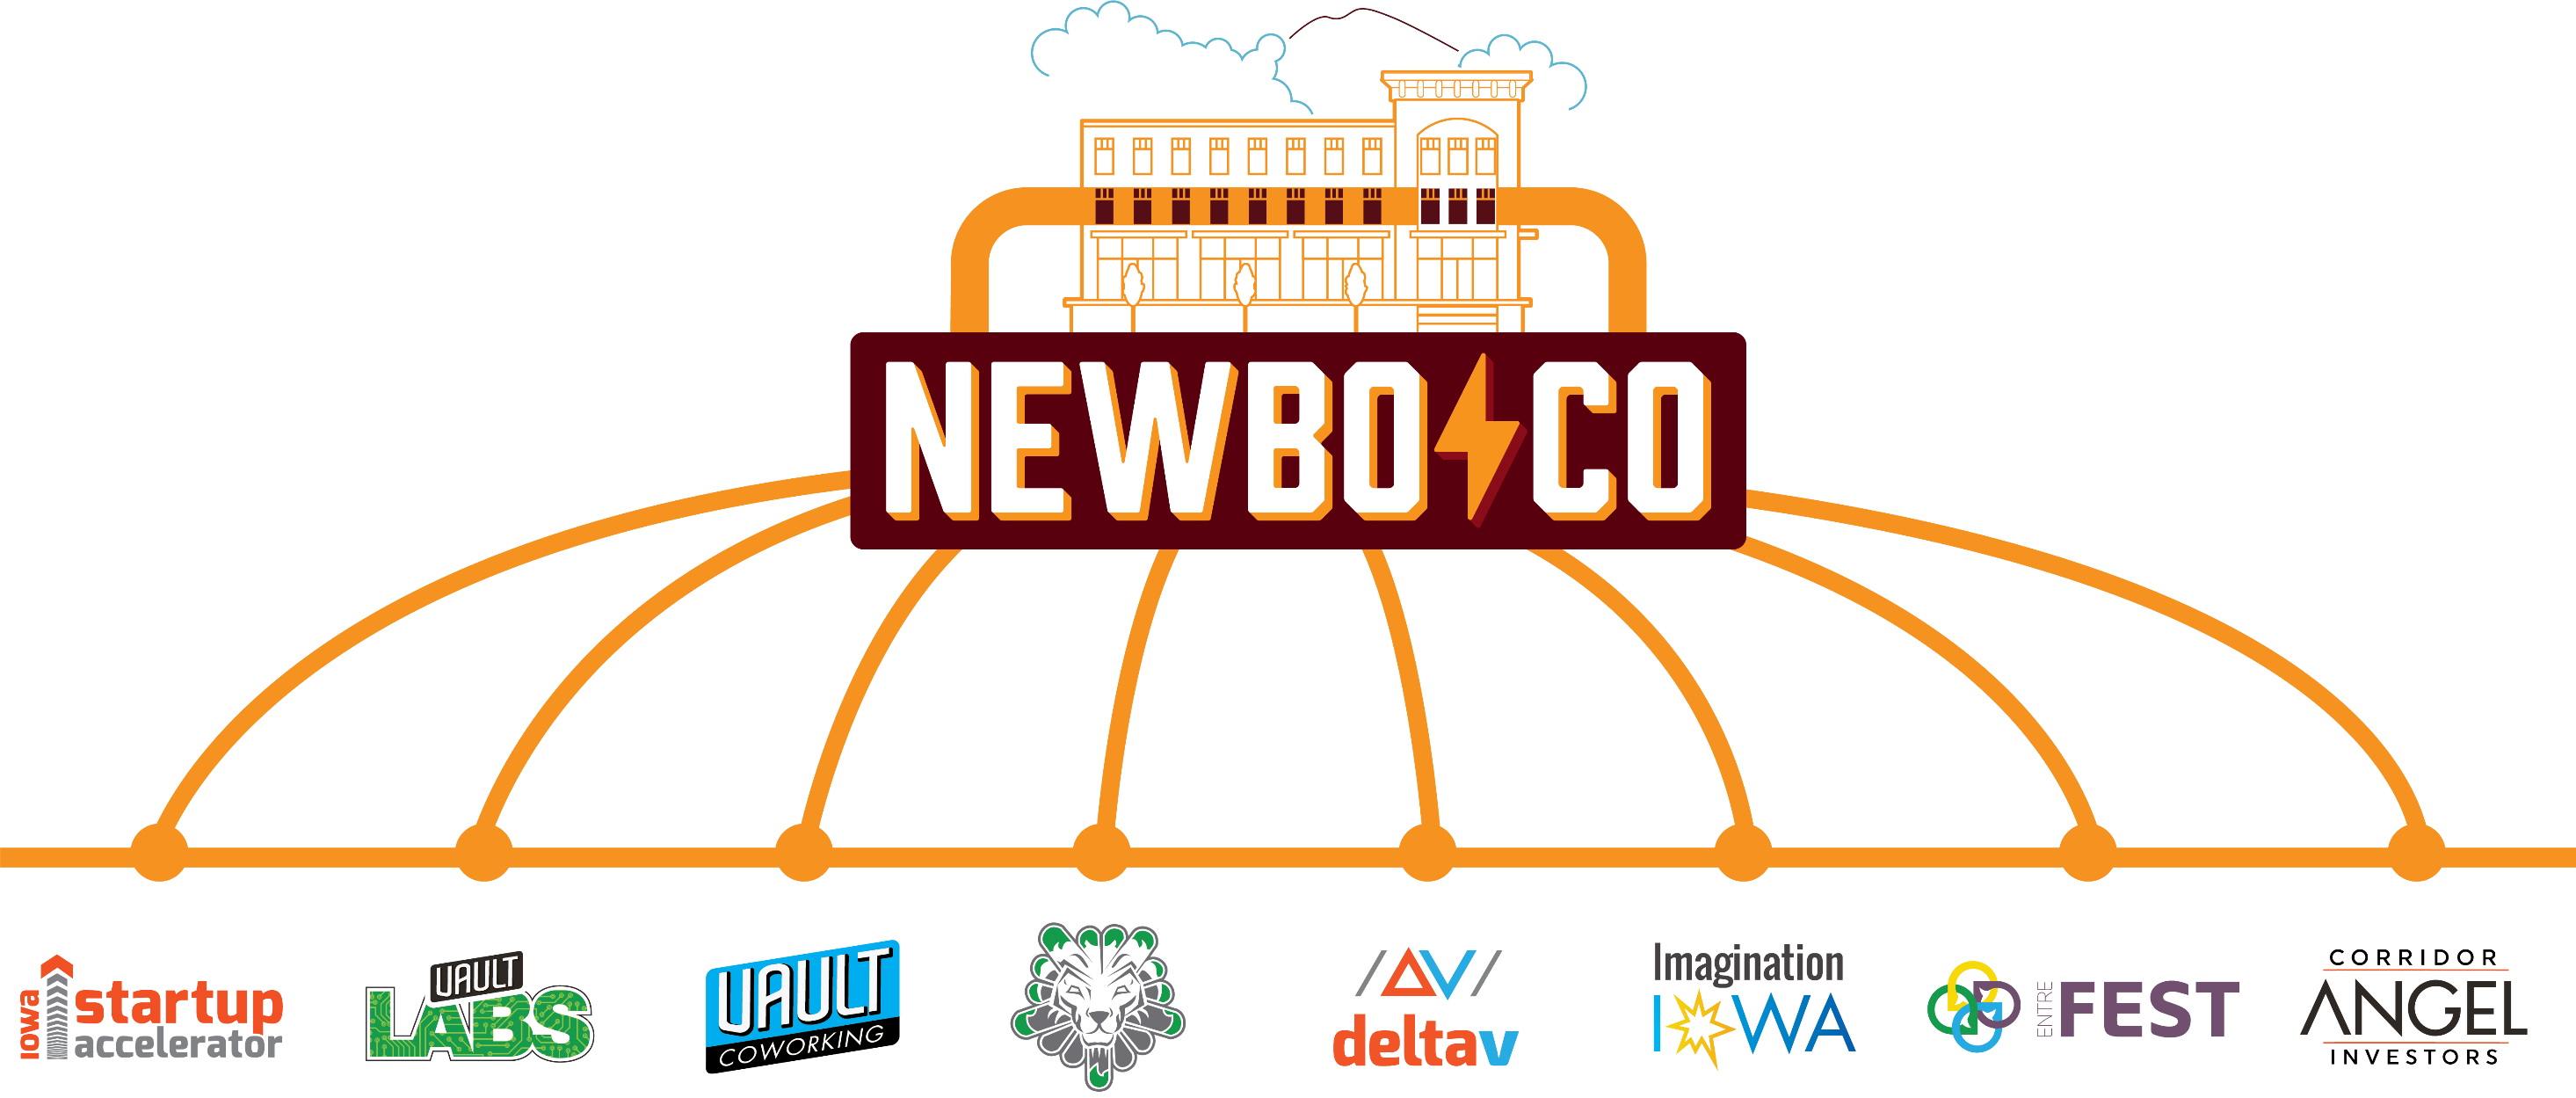 NEWBO CO
IOWA
startup
accelerator
VAULT
LABS
VAULT
COWORKING
deltav
Imagination
IOWA
ENTRE
FEST
CORRIDOR
ANGEL
INVESTORS